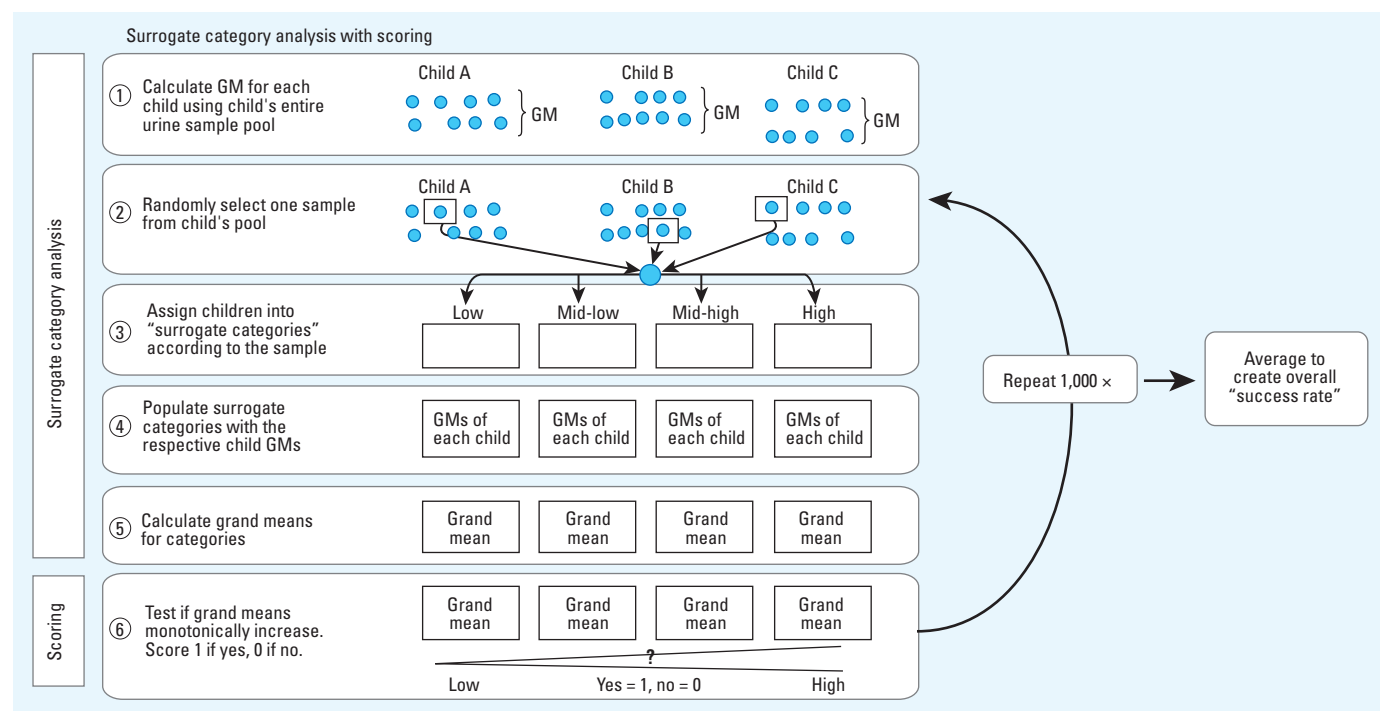 Surrogate category analysis with scoring
Surrogate category analysis
① Calculate GM for each
child using child's entire
urine sample pool
Child A
GM
Child B
GM
Child C
GM
② Randomly select one sample
from child's pool
Child A
Child B
Child C
③ Assign children into
“surrogate categories”
according to the sample
Low
Mid-low
Mid-high
High
④ Populate surrogate
categories with the
respective child GMs
GMs of
each child
GMs of
each child
GMs of
each child
GMs of
each child
⑤ Calculate grand means
for categories
Grand
mean
Grand
mean
Grand
mean
Grand
mean
Scoring
⑥ Test if grand means
monotonically increase.
Score 1 if yes, 0 if no.
Grand
mean
Grand
mean
Grand
mean
Grand
mean
?
Low
Yes = 1, no = 0
High
Repeat 1,000 ×
Average to
create overall
“success rate”